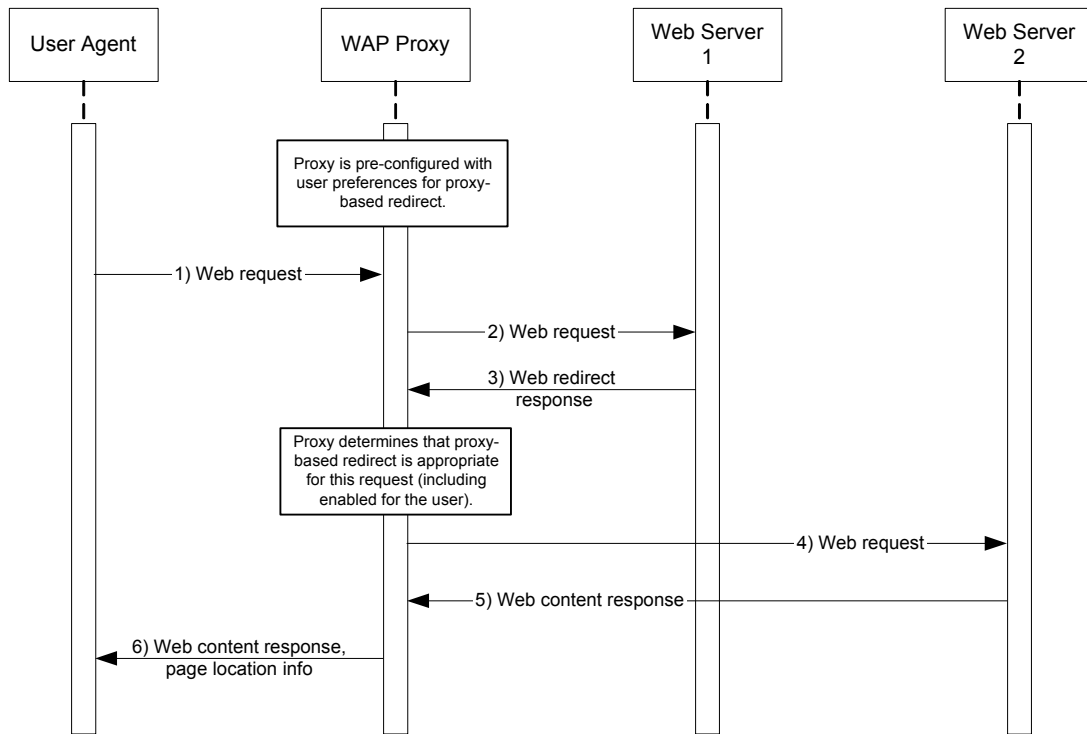 User Agent
WAP Proxy
Web Server
1
Web Server
2
Proxy is pre-configured with
user preferences for proxy-
based redirect.
1) Web request
2) Web request
3) Web redirect
response
Proxy determines that proxy-
based redirect is appropriate
for this request (including
enabled for the user).
4) Web request
5) Web content response
6) Web content response,
page location info